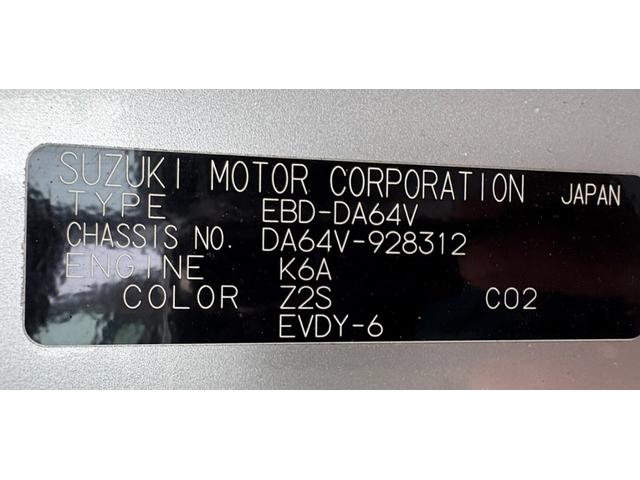 SUZUKI MOTOR CORPORATION JAPAN
TYPE EBD-DA64V
CHASSIS NO. DA64V-928312
ENGINE K6A
COLOR Z2S C02
EVDY-6